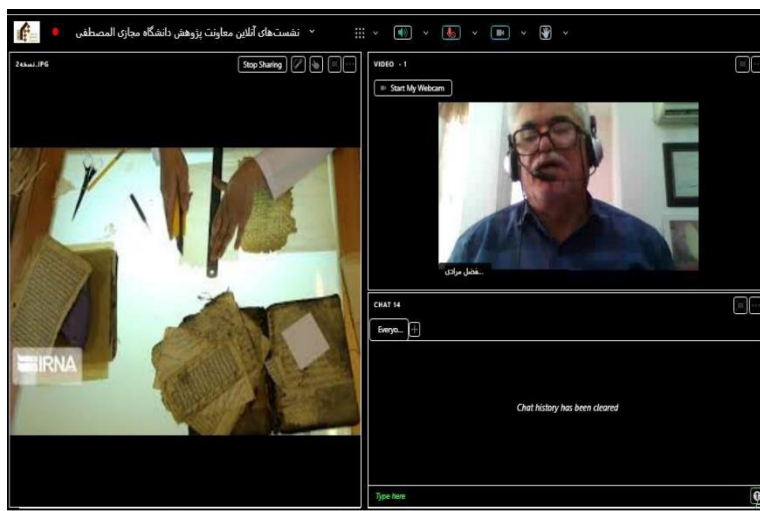 نشست‌های آنلاین معاونت پژوهش دانشگاه مجازی المصطفی
نسخه2.JPG
Stop Sharing
IRNA
VIDEO - 1
Start My Webcam
...فضل مرادی
CHAT 14
Everyo...
Chat history has been cleared
Type here